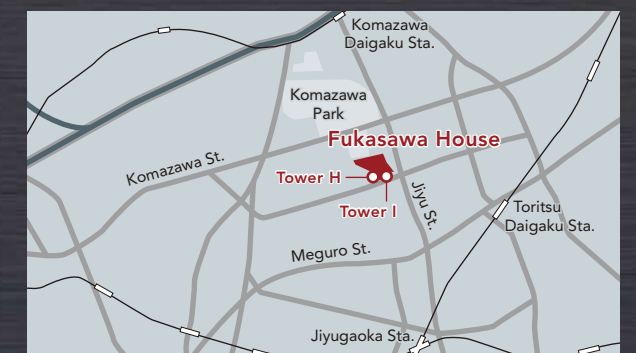 Komazawa
Daigaku Sta.
Komazawa
Park
Fukasawa House
Komazawa St.
Tower H
Tower I
Jiyu St.
Toritsu
Daigaku Sta.
Meguro St.
Jiyugaoka Sta.